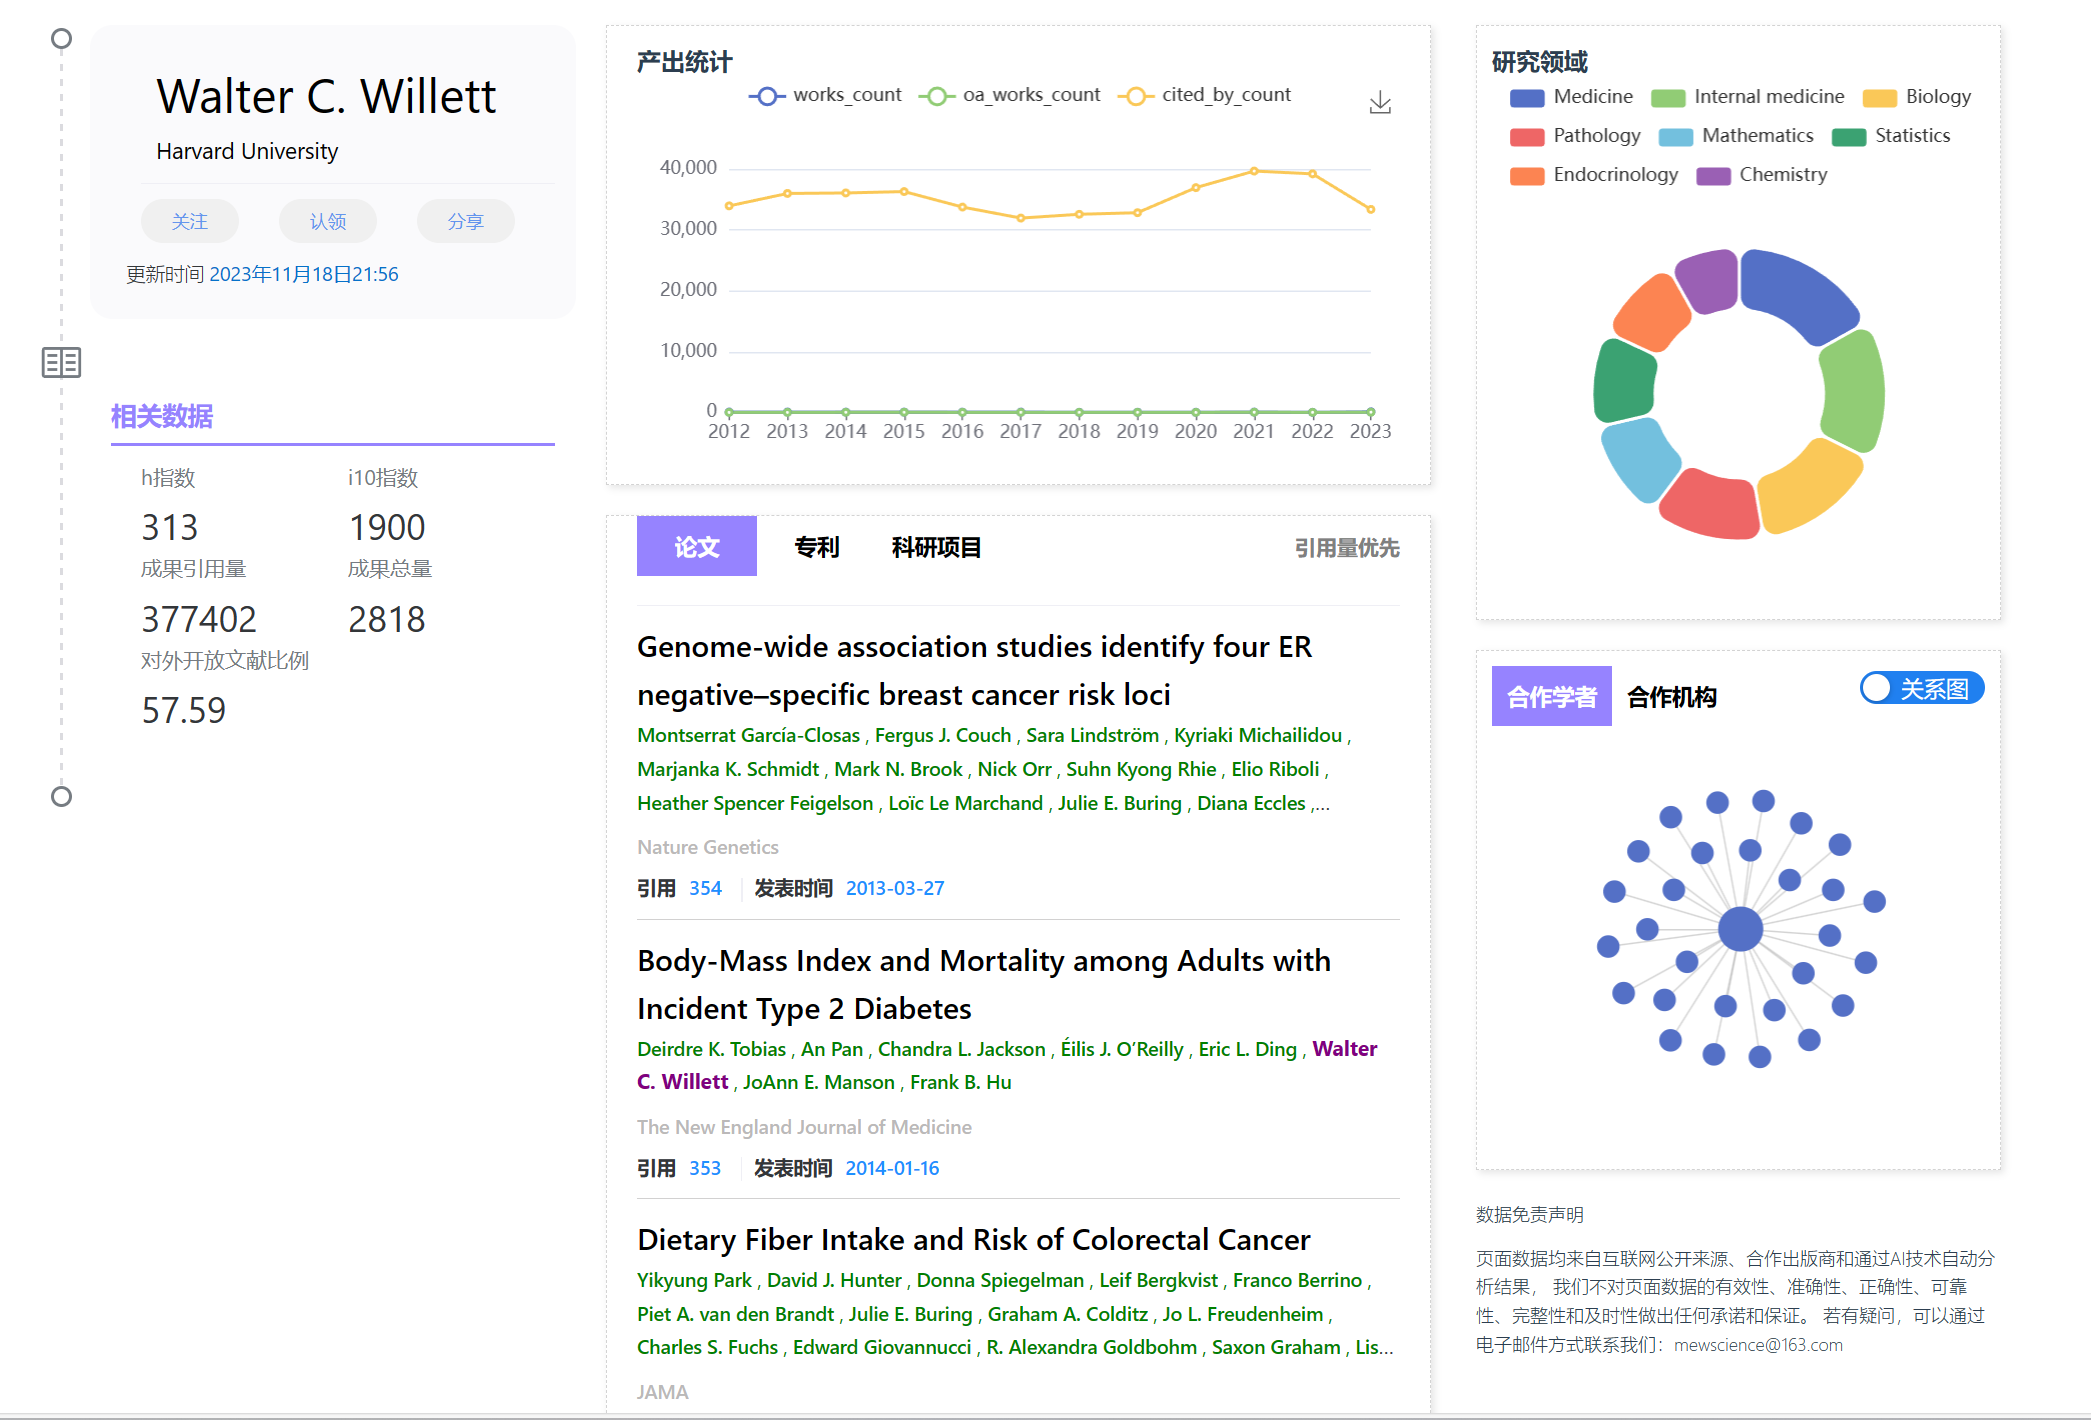 Walter C. Willett
Harvard University
关注
认领
分享
更新时间 2023年11月18日21:56
相关数据
h指数
i10指数
313
1900
成果引用量
成果总量
377402
2818
对外开放文献比例
57.59
产出统计
works_count
oa_works_count
cited_by_count
40,000
30,000
20,000
10,000
0
2012 2013 2014 2015 2016 2017 2018 2019 2020 2021 2022 2023
论文
专利
科研项目
引用量优先
Genome-wide association studies identify four ER
negative–specific breast cancer risk loci
Montserrat García-Closas , Fergus J. Couch , Sara Lindström , Kyriaki Michailidou ,
Marjanka K. Schmidt , Mark N. Brook , Nick Orr , Suhn Kyong Rhie , Elio Riboli ,
Heather Spencer Feigelson , Loïc Le Marchand , Julie E. Buring , Diana Eccles ,...
Nature Genetics
引用 354 发表时间 2013-03-27
Body-Mass Index and Mortality among Adults with
Incident Type 2 Diabetes
Deirdre K. Tobias , An Pan , Chandra L. Jackson , Éilis J. O’Reilly , Eric L. Ding , Walter
C. Willett , JoAnn E. Manson , Frank B. Hu
The New England Journal of Medicine
引用 353 发表时间 2014-01-16
Dietary Fiber Intake and Risk of Colorectal Cancer
Yikyung Park , David J. Hunter , Donna Spiegelman , Leif Bergkvist , Franco Berrino ,
Piet A. van den Brandt , Julie E. Buring , Graham A. Colditz , Jo L. Freudenheim ,
Charles S. Fuchs , Edward Giovannucci , R. Alexandra Goldbohm , Saxon Graham , Lis...
JAMA
研究领域
Medicine
Internal medicine
Biology
Pathology
Mathematics
Statistics
Endocrinology
Chemistry
合作学者
合作机构
关系图
数据免责声明
页面数据均来自互联网公开来源、合作出版商和通过AI技术自动分
析结果， 我们不对页面数据的有效性、准确性、正确性、可靠
性、完整性和及时性做出任何承诺和保证。 若有疑问，可以通过
电子邮件方式联系我们：mewscience@163.com